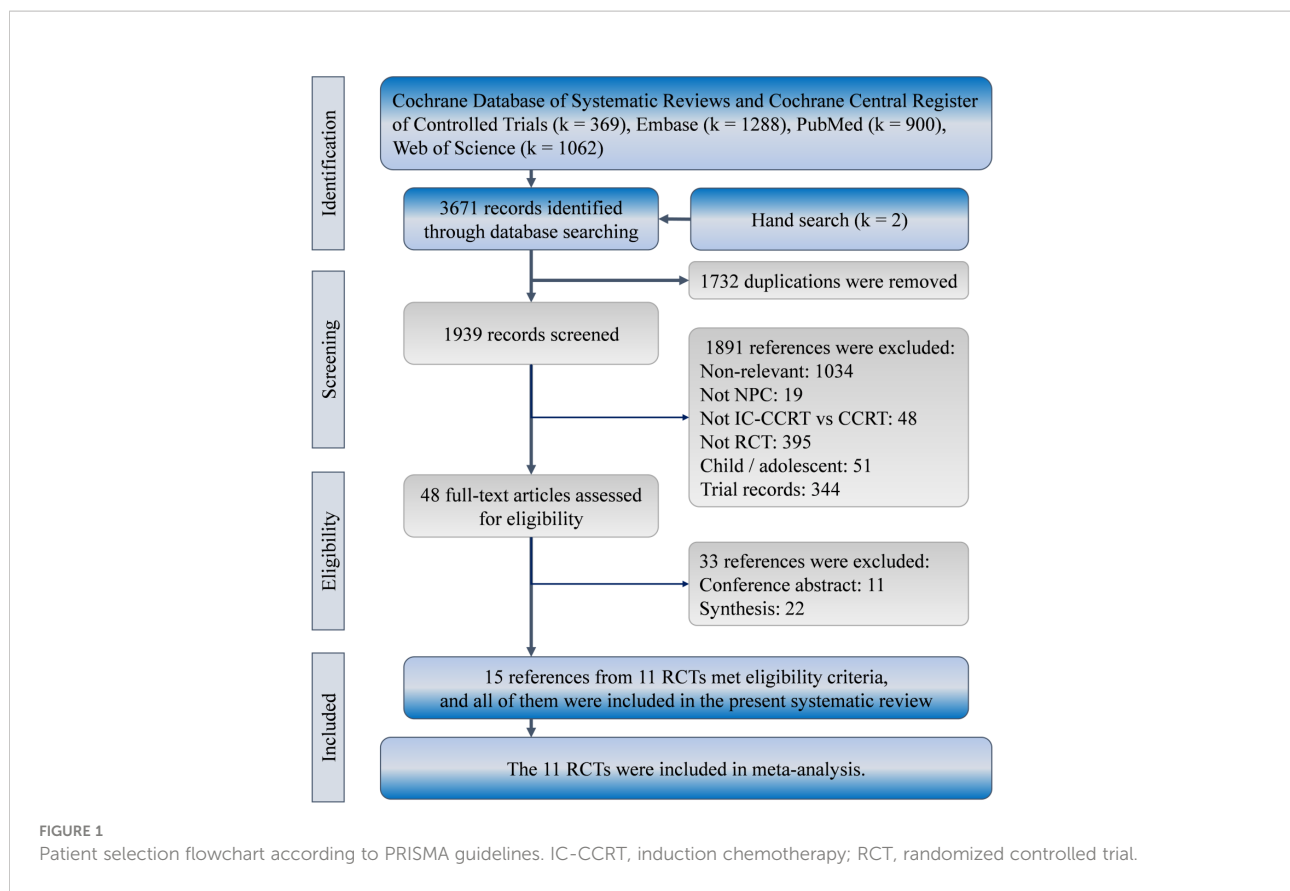 Identification
Cochrane Database of Systematic Reviews and Cochrane Central Register
of Controlled Trials (k = 369), Embase (k = 1288), PubMed (k = 900),
Web of Science (k = 1062)
3671 records identified
through database searching
Hand search (k = 2)
Screening
1732 duplications were removed
1939 records screened
1891 references were excluded:
Non-relevant: 1034
Not NPC: 19
Not IC-CCRT vs CCRT: 48
Not RCT: 395
Child / adolescent: 51
Trial records: 344
Eligibility
48 full-text articles assessed
for eligibility
33 references were excluded:
Conference abstract: 11
Synthesis: 22
Included
15 references from 11 RCTs met eligibility criteria,
and all of them were included in the present systematic review
The 11 RCTs were included in meta-analysis.
FIGURE 1
Patient selection flowchart according to PRISMA guidelines. IC-CCRT, induction chemotherapy; RCT, randomized controlled trial.